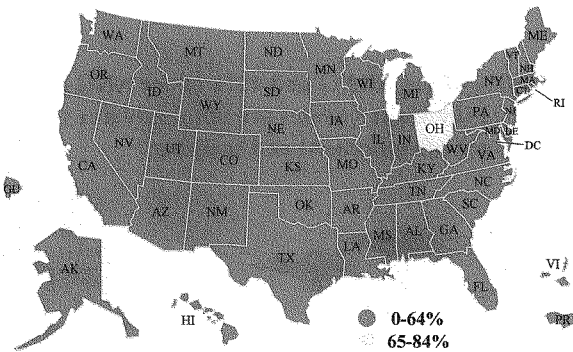 WA
MT
ND
MN
ME
VT
NH
OR
ID
WY
SD
WI
MI
NY
MA
CT
RI
NV
UT
CO
NE
IA
IL
IN
OH
PA
NJ
MD
DE
DC
CA
KS
MO
KY
WV
VA
GU
AZ
NM
OK
AR
TN
NC
SC
TX
LA
MS
AL
GA
FL
AK
HI
VI
PR
0-64%
65-84%